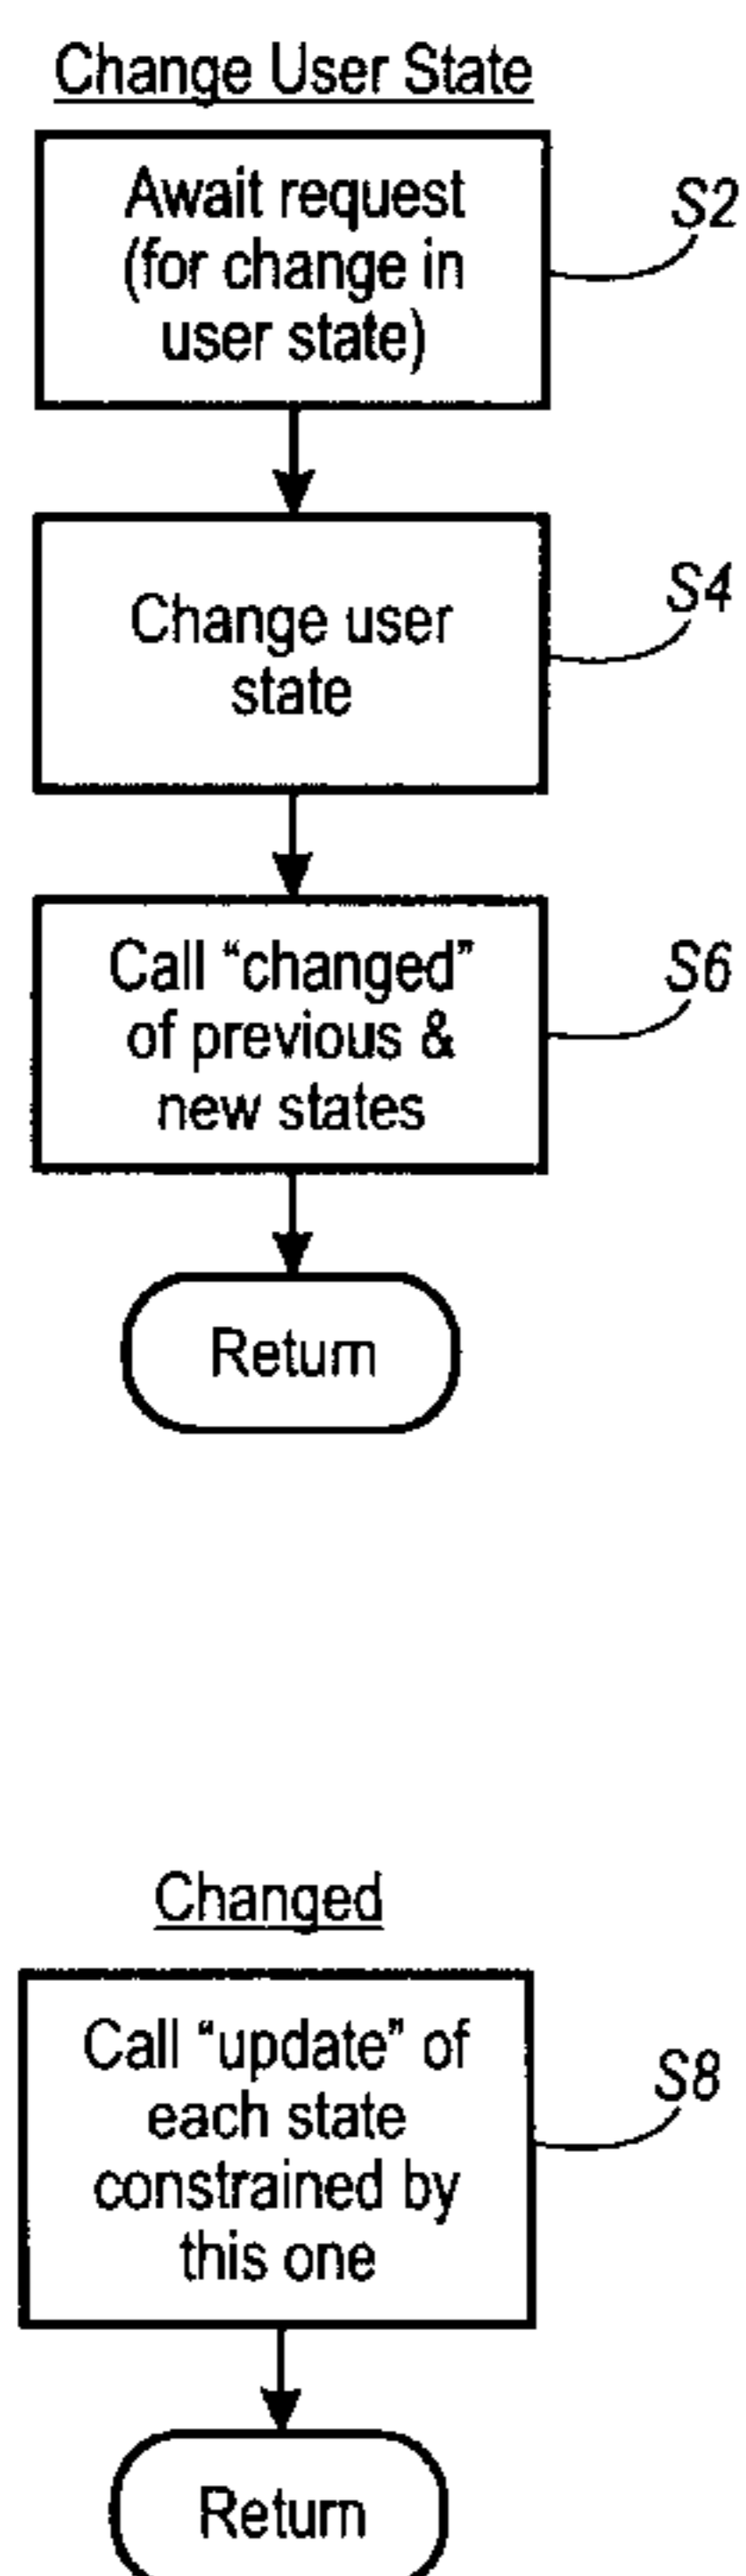 Change User State
Await request
(for change in
user state)
S2
Change user
state
S4
Call “changed”
of previous &
new states
S6
Return
Changed
Call “update” of
each state
constrained by
this one
S8
Return